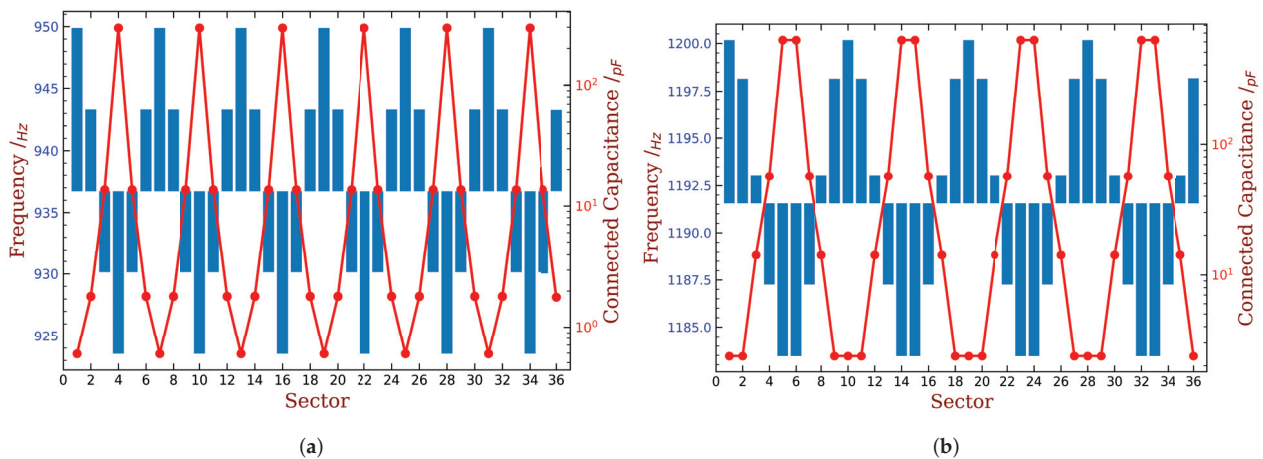 950
945
940
935
930
925
Frequency /Hz
10²
10¹
10⁰
Connected Capacitance /pF
0 2 4 6 8 10 12 14 16 18 20 22 24 26 28 30 32 34 36
Sector
(a)
1200.0
1197.5
1195.0
1192.5
1190.0
1187.5
1185.0
Frequency /Hz
10²
10¹
Connected Capacitance /pF
0 2 4 6 8 10 12 14 16 18 20 22 24 26 28 30 32 34 36
Sector
(b)